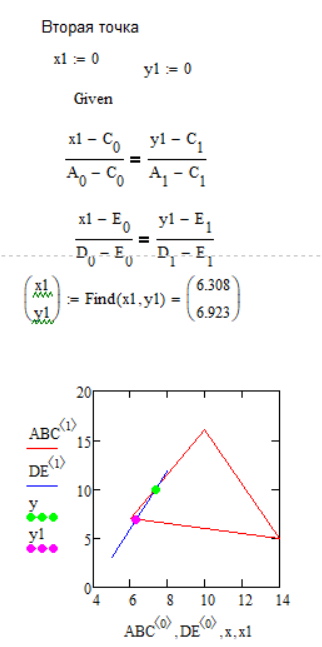 Вторая точка
x1 := 0
y1 := 0
Given
x1 − C0 / A0 − C0 = y1 − C1 / A1 − C1
x1 − E0 / D0 − E0 = y1 − E1 / D1 − E1
(x1 y1) := Find(x1,y1) = (6.308 6.923)
20
ABC⟨1⟩
15
DE⟨1⟩
y
10
y1
5
0
4 6 8 10 12 14
ABC⟨0⟩,DE⟨0⟩,x,x1